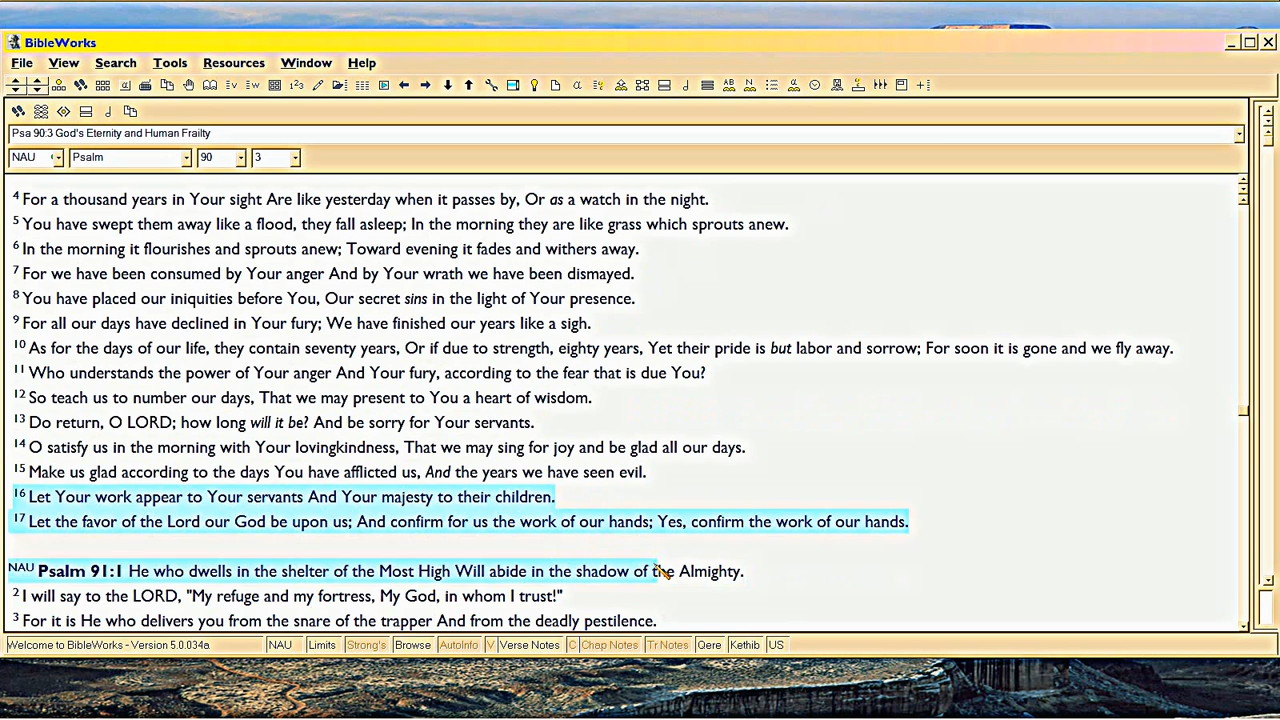 BibleWorks
File View Search Tools Resources Window Help
Psa 90:3 God's Eternity and Human Frailty
NAU Psalm 90 3
4 For a thousand years in Your sight Are like yesterday when it passes by, Or as a watch in the night.
5 You have swept them away like a flood, they fall asleep; In the morning they are like grass which sprouts anew.
6 In the morning it flourishes and sprouts anew; Toward evening it fades and withers away.
7 For we have been consumed by Your anger And by Your wrath we have been dismayed.
8 You have placed our iniquities before You, Our secret sins in the light of Your presence.
9 For all our days have declined in Your fury; We have finished our years like a sigh.
10 As for the days of our life, they contain seventy years, Or if due to strength, eighty years, Yet their pride is but labor and sorrow; For soon it is gone and we fly away.
11 Who understands the power of Your anger And Your fury, according to the fear that is due You?
12 So teach us to number our days, That we may present to You a heart of wisdom.
13 Do return, O LORD; how long will it be? And be sorry for Your servants.
14 O satisfy us in the morning with Your lovingkindness, That we may sing for joy and be glad all our days.
15 Make us glad according to the days You have afflicted us, And the years we have seen evil.
16 Let Your work appear to Your servants And Your majesty to their children.
17 Let the favor of the Lord our God be upon us; And confirm for us the work of our hands; Yes, confirm the work of our hands.
NAU Psalm 91:1 He who dwells in the shelter of the Most High Will abide in the shadow of the Almighty.
2 I will say to the LORD, "My refuge and my fortress, My God, in whom I trust!"
3 For it is He who delivers you from the snare of the trapper And from the deadly pestilence.
Welcome to BibleWorks - Version 5.0.034a NAU Limits Strong's Browse AutoInfo V Verse Notes C Chap Notes Tr Notes Qere Kethib US